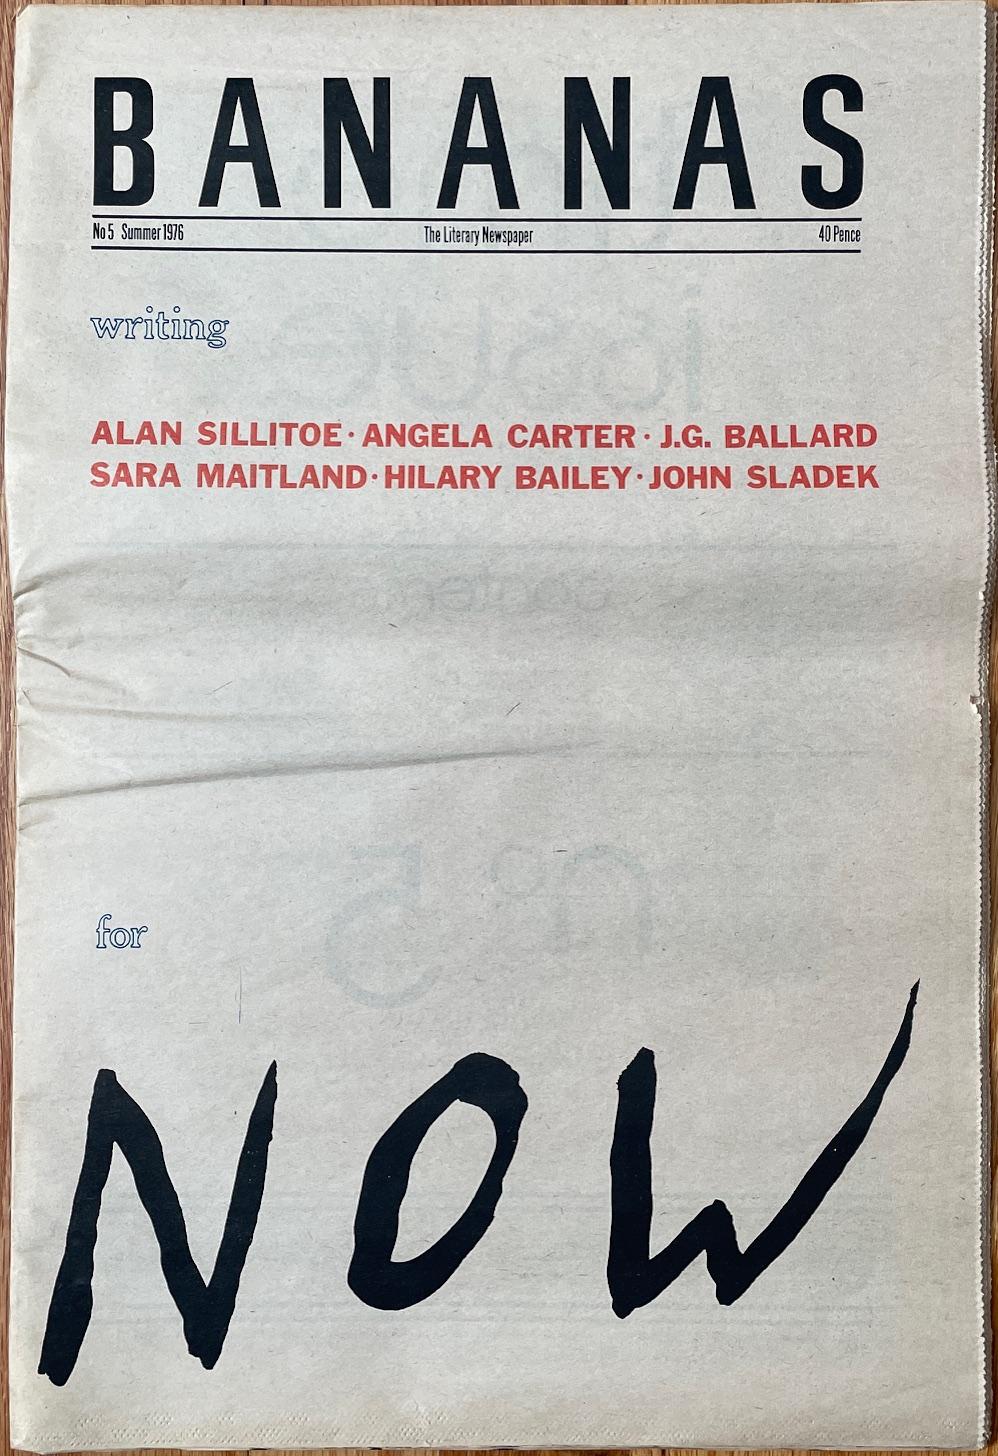 BANANAS
No 5 Summer 1976 The Literary Newspaper 40 Pence
writing
ALAN SILLITOE · ANGELA CARTER · J.G. BALLARD
SARA MAITLAND · HILARY BAILEY · JOHN SLADEK
for
NOW